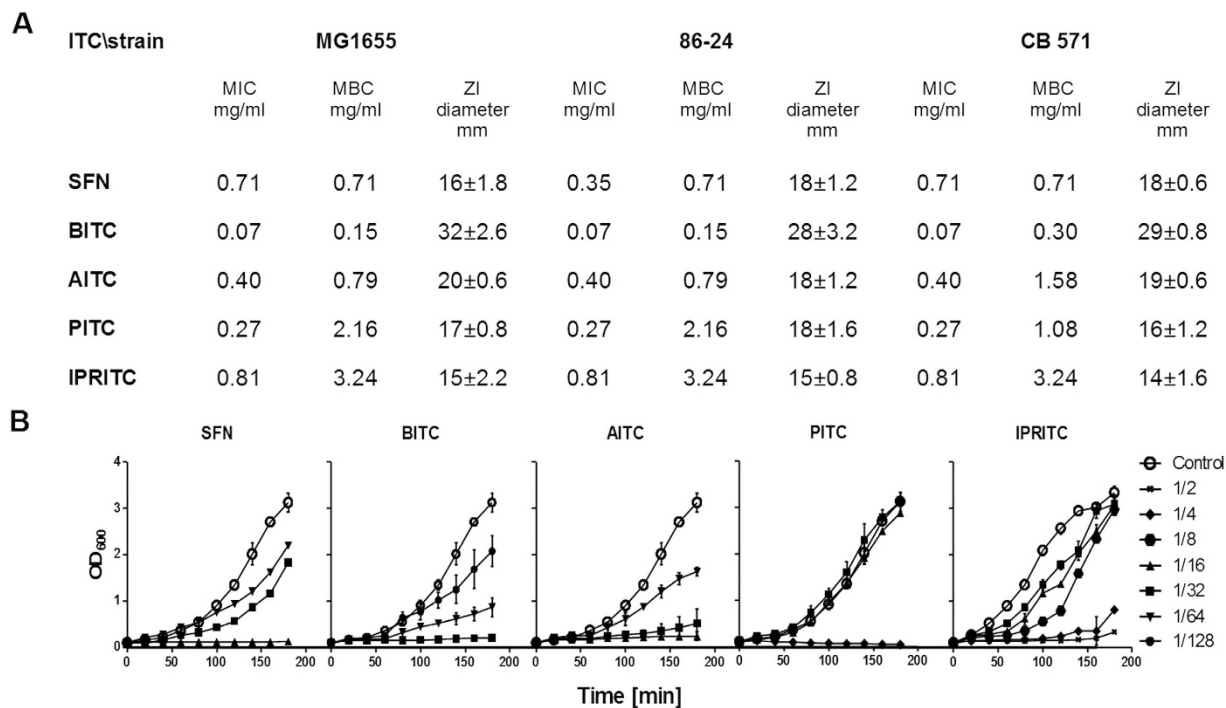 A
ITC\strain MG1655 86-24 CB 571
MIC MBC ZI MIC MBC ZI MIC MBC ZI
mg/ml mg/ml diameter mg/ml mg/ml diameter mg/ml mg/ml diameter
mm mm mm
SFN 0.71 0.71 16±1.8 0.35 0.71 18±1.2 0.71 0.71 18±0.6
BITC 0.07 0.15 32±2.6 0.07 0.15 28±3.2 0.07 0.30 29±0.8
AITC 0.40 0.79 20±0.6 0.40 0.79 18±1.2 0.40 1.58 19±0.6
PITC 0.27 2.16 17±0.8 0.27 2.16 18±1.6 0.27 1.08 16±1.2
IPRITC 0.81 3.24 15±2.2 0.81 3.24 15±0.8 0.81 3.24 14±1.6
B
SFN BITC AITC PITC IPRITC
4
3
2
1
0
OD600
0 50 100 150 200 0 50 100 150 200 0 50 100 150 200 0 50 100 150 200 0 50 100 150 200
Time [min]
Control
1/2
1/4
1/8
1/16
1/32
1/64
1/128